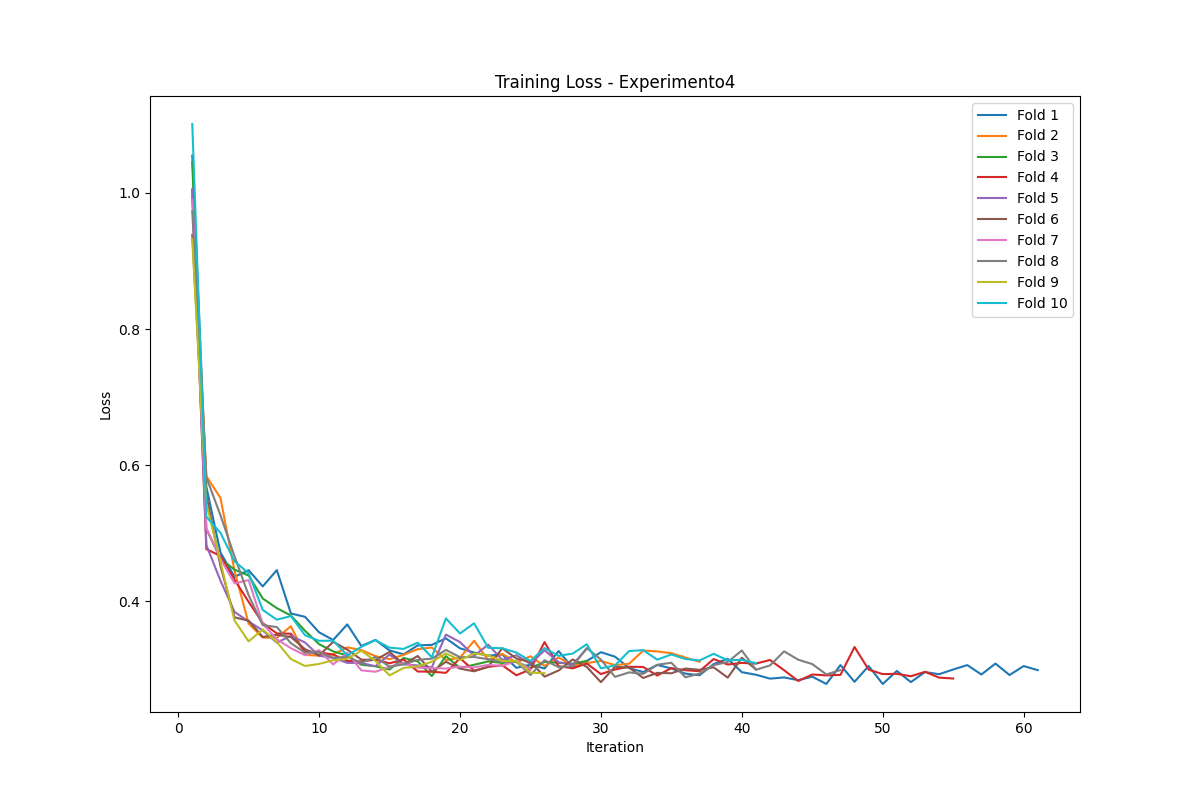 Training Loss - Experimento4
Fold 1
Fold 2
Fold 3
Fold 4
Fold 5
Fold 6
Fold 7
Fold 8
Fold 9
Fold 10
1.0
0.8
0.6
0.4
Loss
0 10 20 30 40 50 60
Iteration